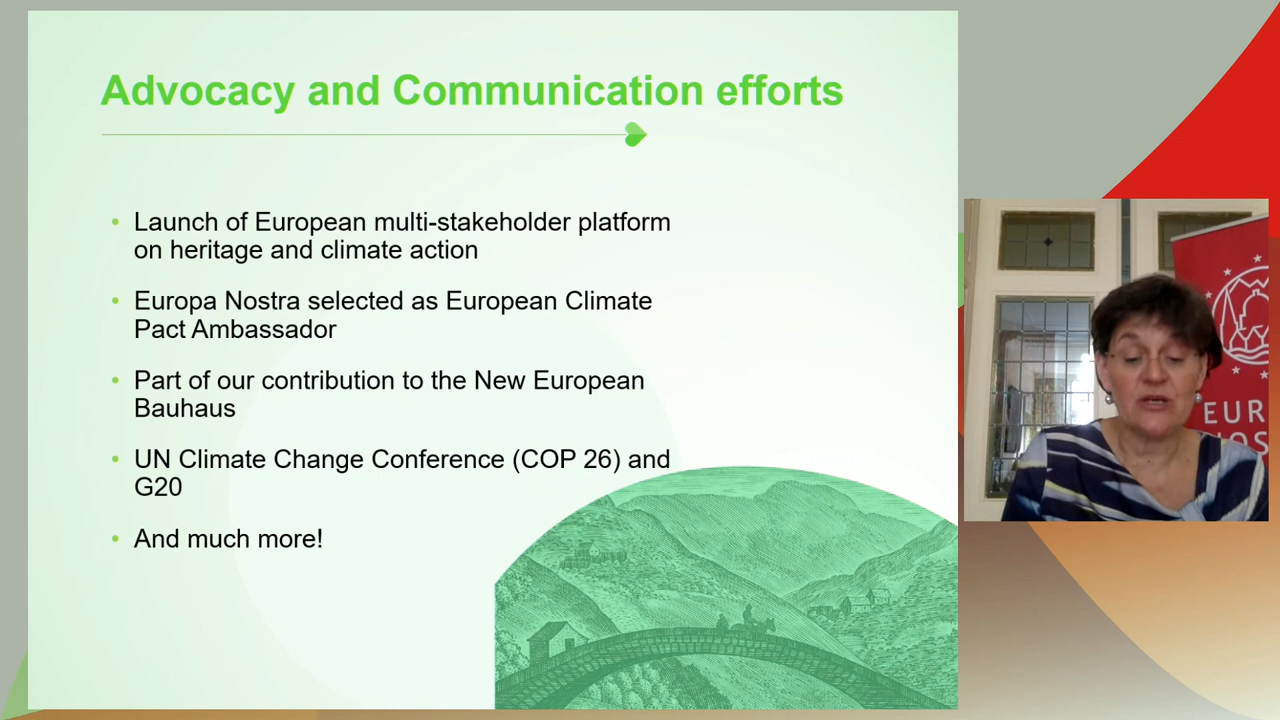 Advocacy and Communication efforts
• Launch of European multi-stakeholder platform
on heritage and climate action
• Europa Nostra selected as European Climate
Pact Ambassador
• Part of our contribution to the New European
Bauhaus
• UN Climate Change Conference (COP 26) and
G20
• And much more!
EUR